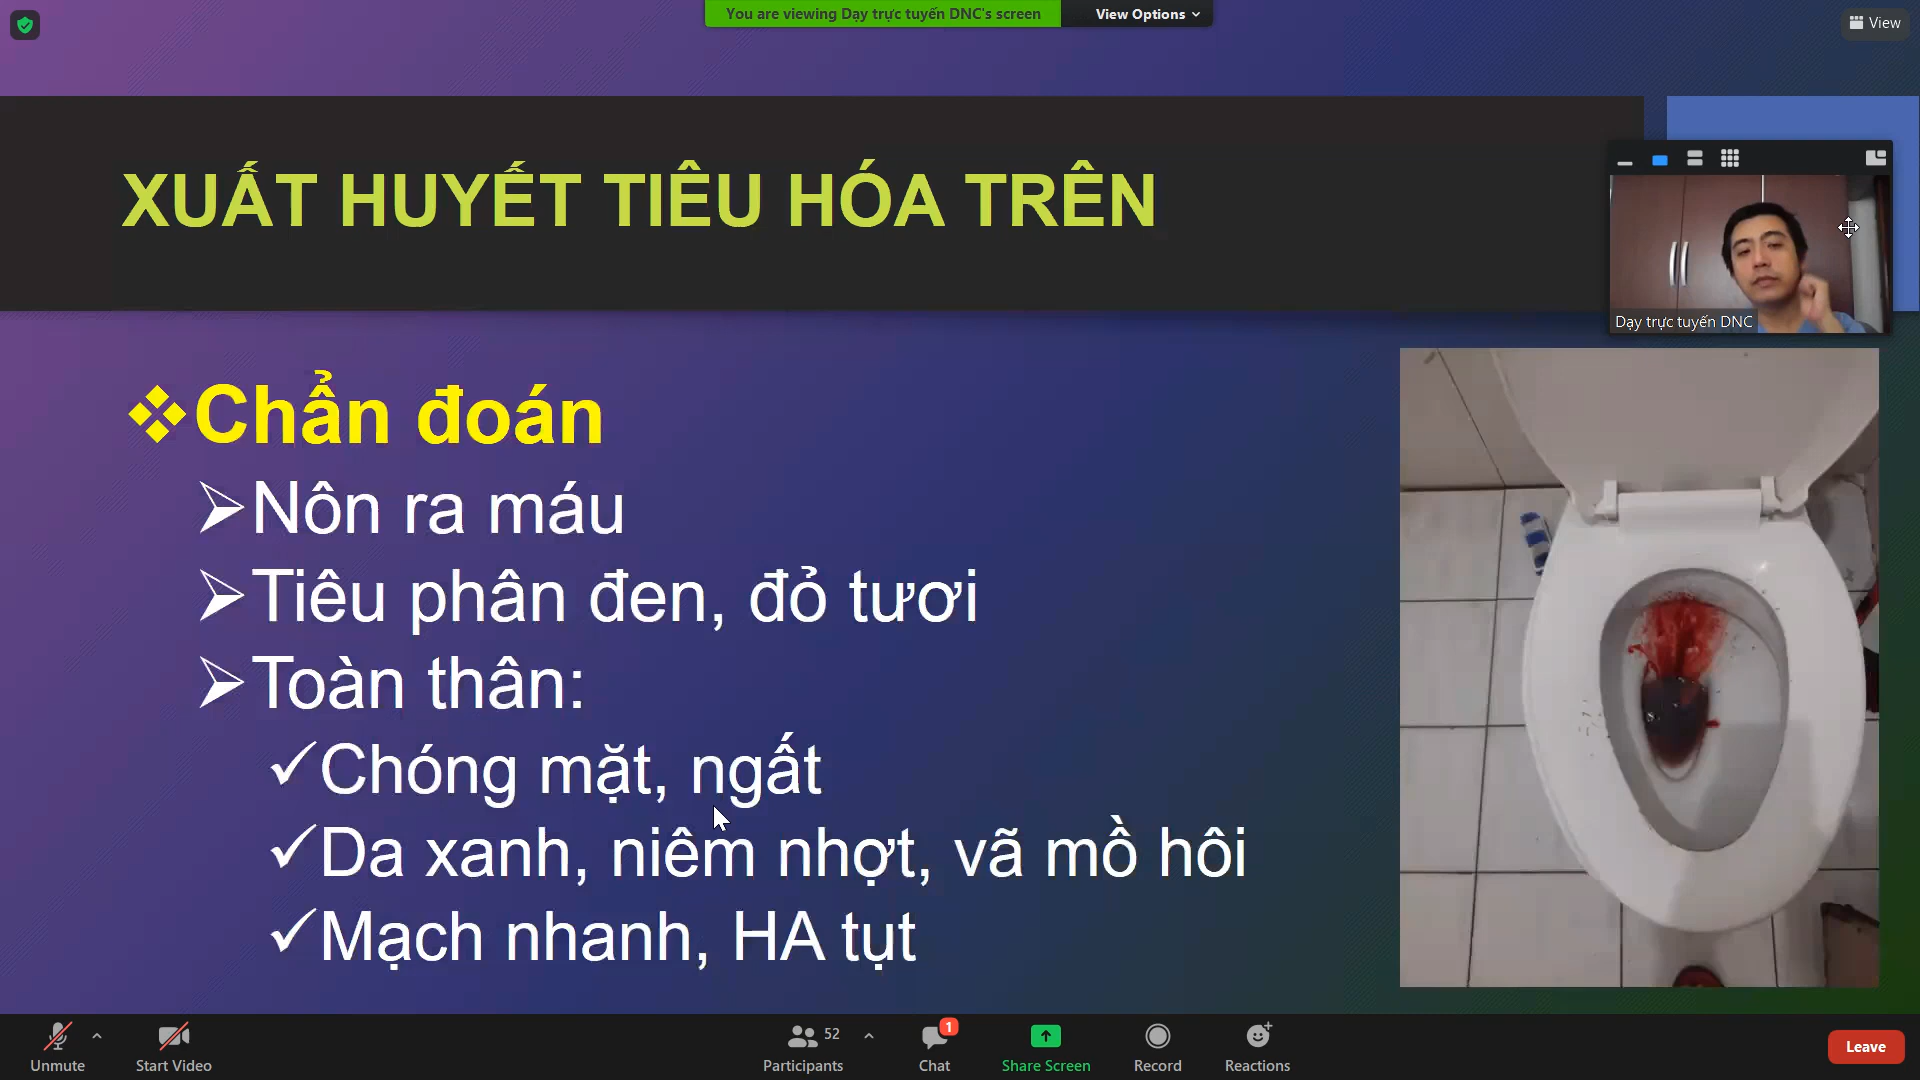 You are viewing Dạy trực tuyến DNC's screen
View Options
View
XUẤT HUYẾT TIÊU HÓA TRÊN
Dạy trực tuyến DNC
Chẩn đoán
Nôn ra máu
Tiêu phân đen, đỏ tươi
Toàn thân:
Chóng mặt, ngất
Da xanh, niêm nhợt, vã mồ hôi
Mạch nhanh, HA tụt
Unmute
Start Video
52
Participants
1
Chat
Share Screen
Record
Reactions
Leave